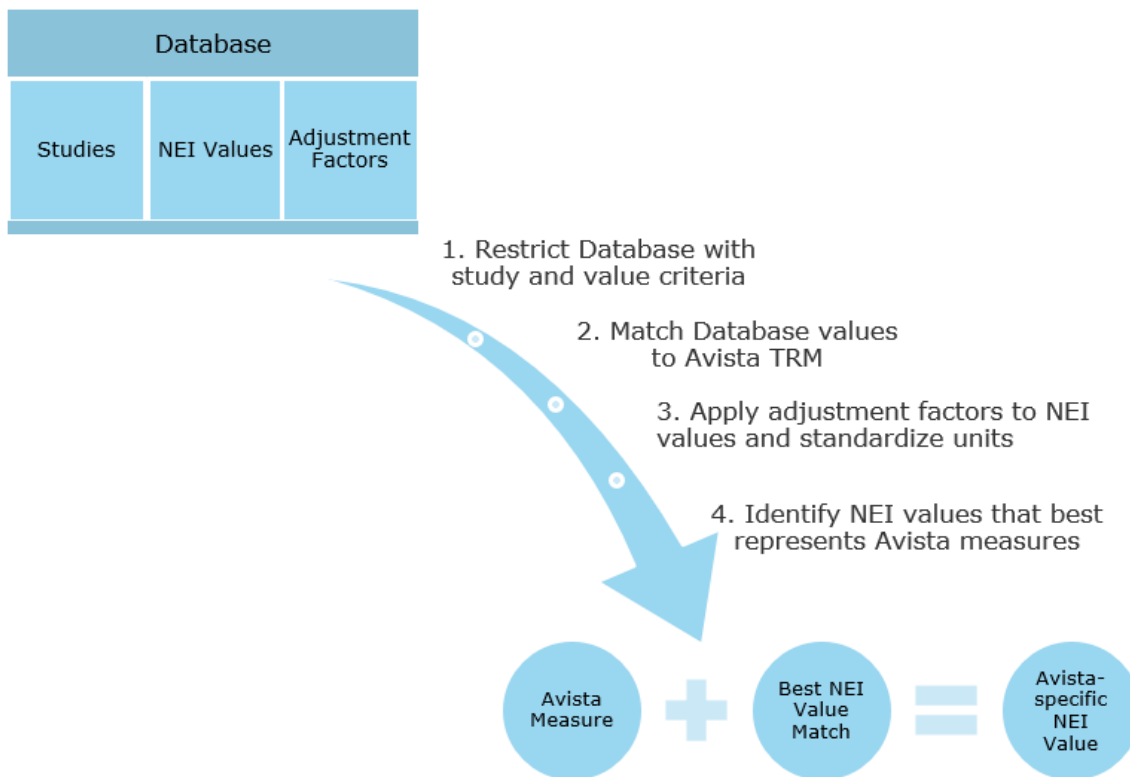 Database
Studies
NEI Values
Adjustment
Factors
1. Restrict Database with
study and value criteria
2. Match Database values
to Avista TRM
3. Apply adjustment factors to NEI
values and standardize units
4. Identify NEI values that best
represents Avista measures
Avista
Measure
Best NEI
Value
Match
Avista-
specific
NEI
Value